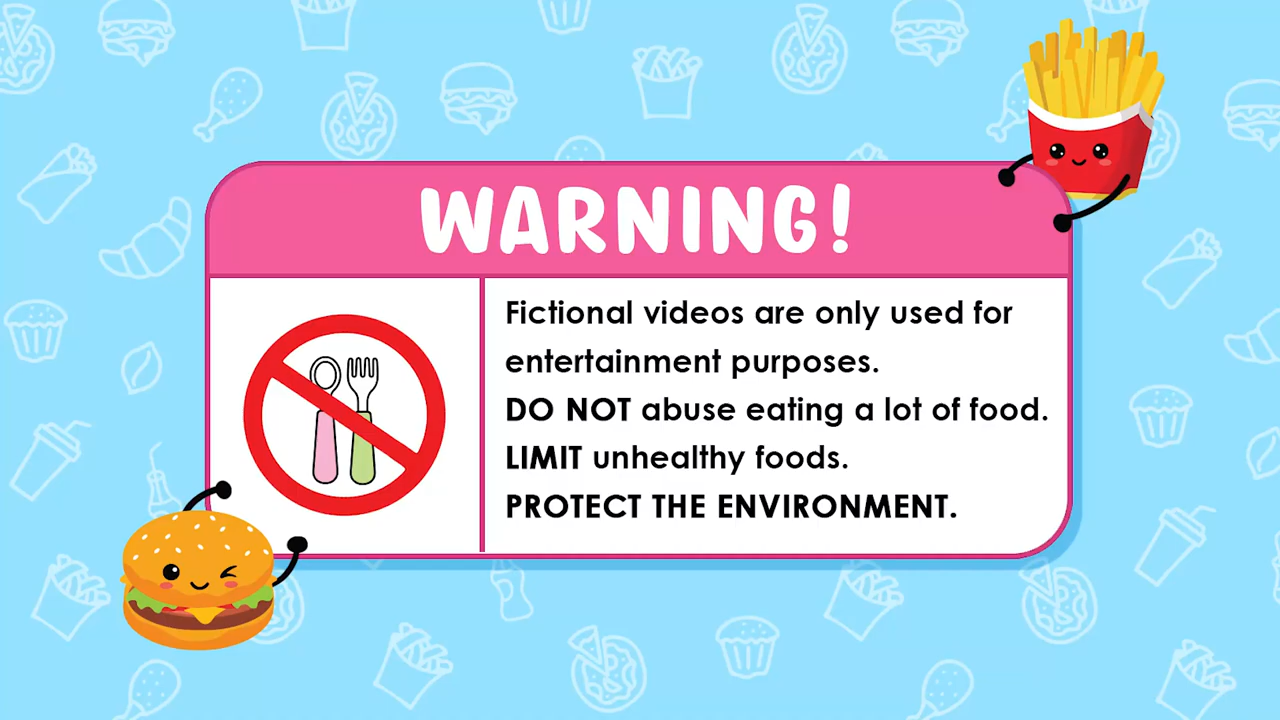 WARNING!
Fictional videos are only used for
entertainment purposes.
DO NOT abuse eating a lot of food.
LIMIT unhealthy foods.
PROTECT THE ENVIRONMENT.